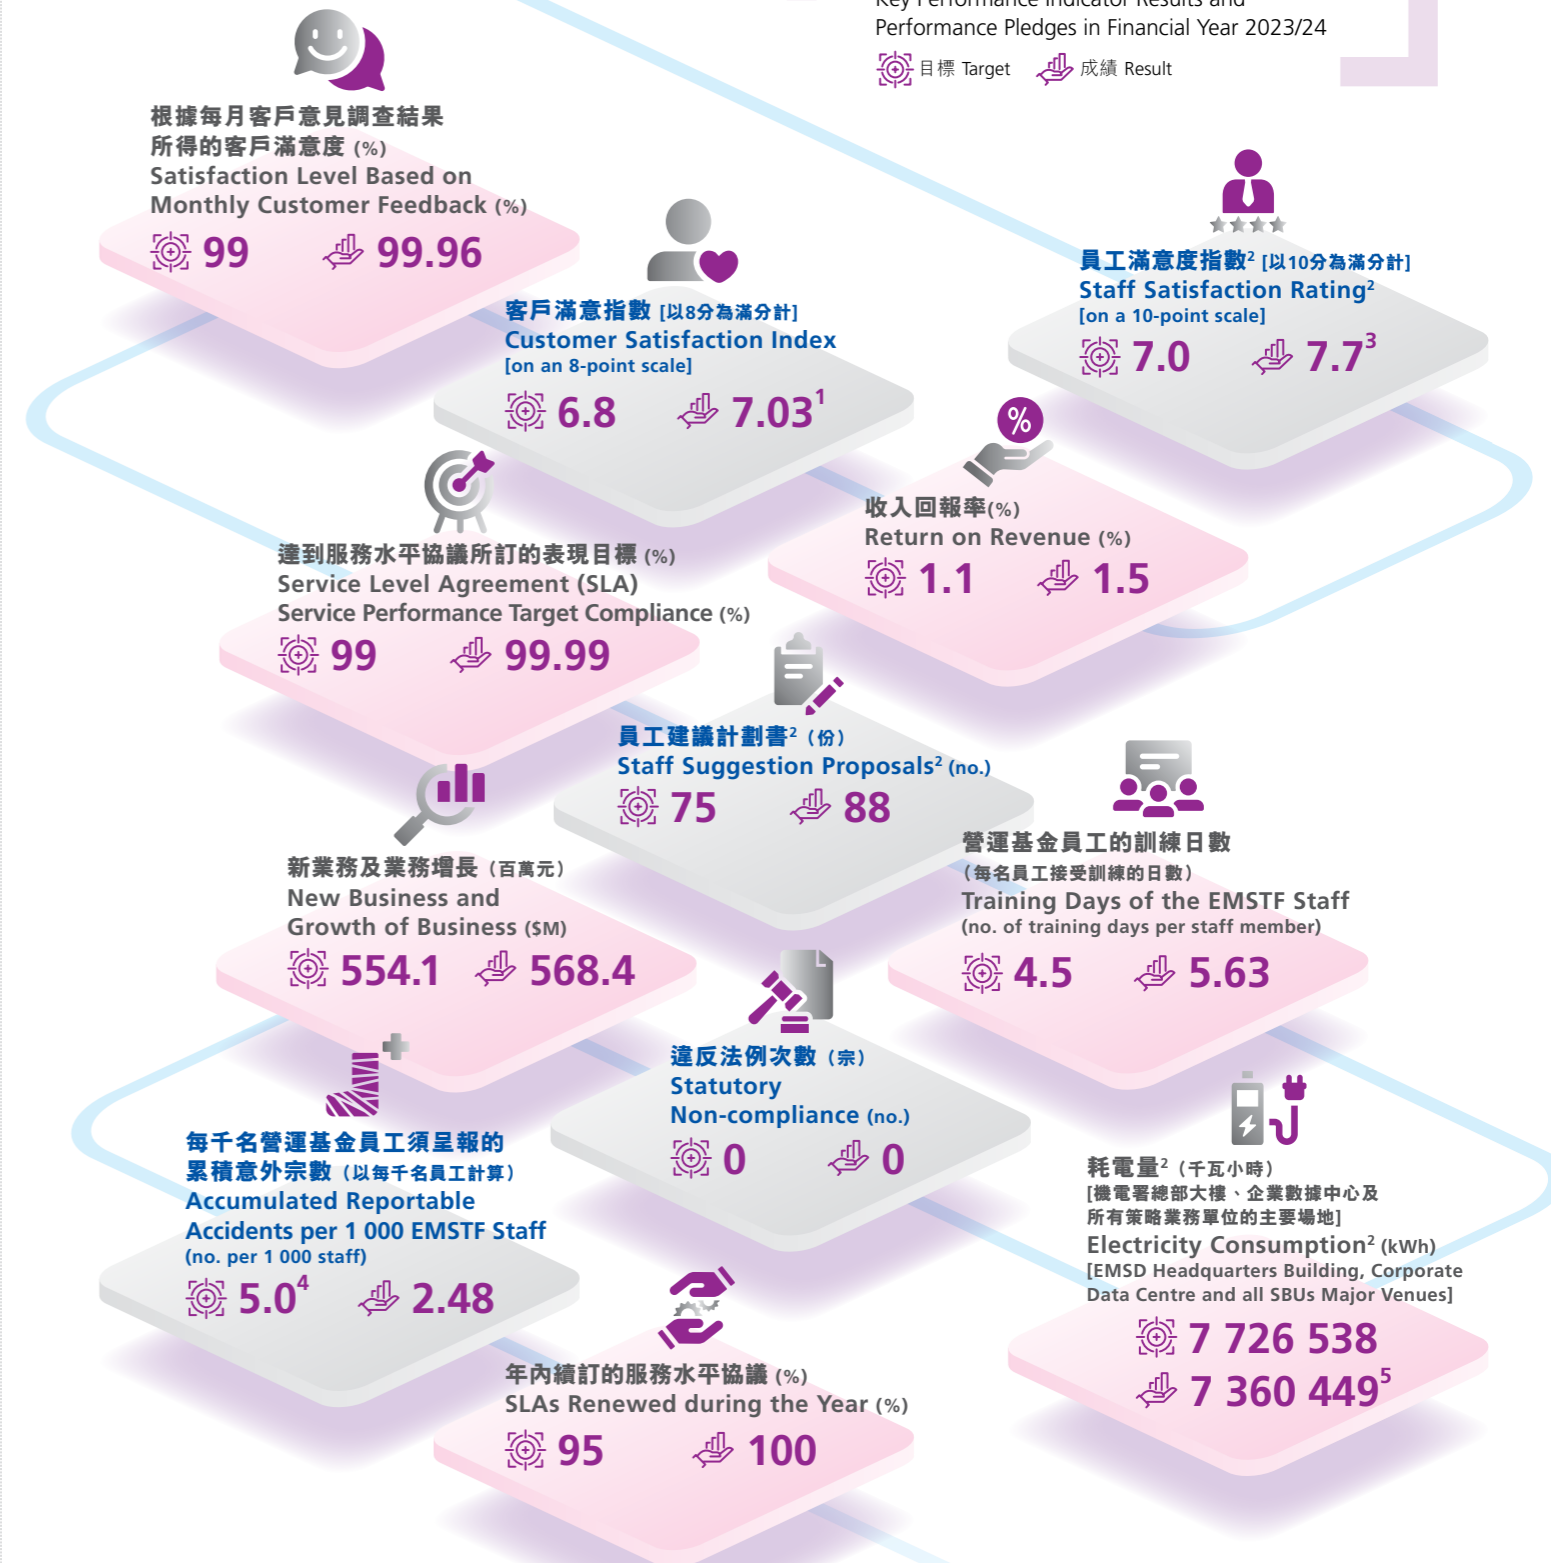 Key Performance Indicator Results and
Performance Pledges in Financial Year 2023/24
目標 Target 成績 Result
根據每月客戶意見調查結果
所得的客戶滿意度 (%)
Satisfaction Level Based on
Monthly Customer Feedback (%)
99 99.96
員工滿意度指數² [以10分為滿分計]
Staff Satisfaction Rating²
[on a 10-point scale]
7.0 7.7³
客戶滿意指數 [以8分為滿分計]
Customer Satisfaction Index
[on an 8-point scale]
6.8 7.03¹
收入回報率(%)
Return on Revenue (%)
1.1 1.5
達到服務水平協議所訂的表現目標 (%)
Service Level Agreement (SLA)
Service Performance Target Compliance (%)
99 99.99
員工建議計劃書²（份）
Staff Suggestion Proposals² (no.)
75 88
營運基金員工的訓練日數
（每名員工接受訓練的日數）
Training Days of the EMSTF Staff
(no. of training days per staff member)
4.5 5.63
新業務及業務增長（百萬元）
New Business and
Growth of Business ($M)
554.1 568.4
違反法例次數（宗）
Statutory
Non-compliance (no.)
0 0
每千名營運基金員工須呈報的
累積意外宗數（以每千名員工計算）
Accumulated Reportable
Accidents per 1 000 EMSTF Staff
(no. per 1 000 staff)
5.0⁴ 2.48
耗電量²（千瓦小時）
[機電署總部大樓、企業數據中心及
所有策略業務單位的主要場地]
Electricity Consumption² (kWh)
[EMSD Headquarters Building, Corporate
Data Centre and all SBUs Major Venues]
7 726 538
7 360 449⁵
年內續訂的服務水平協議 (%)
SLAs Renewed during the Year (%)
95 100